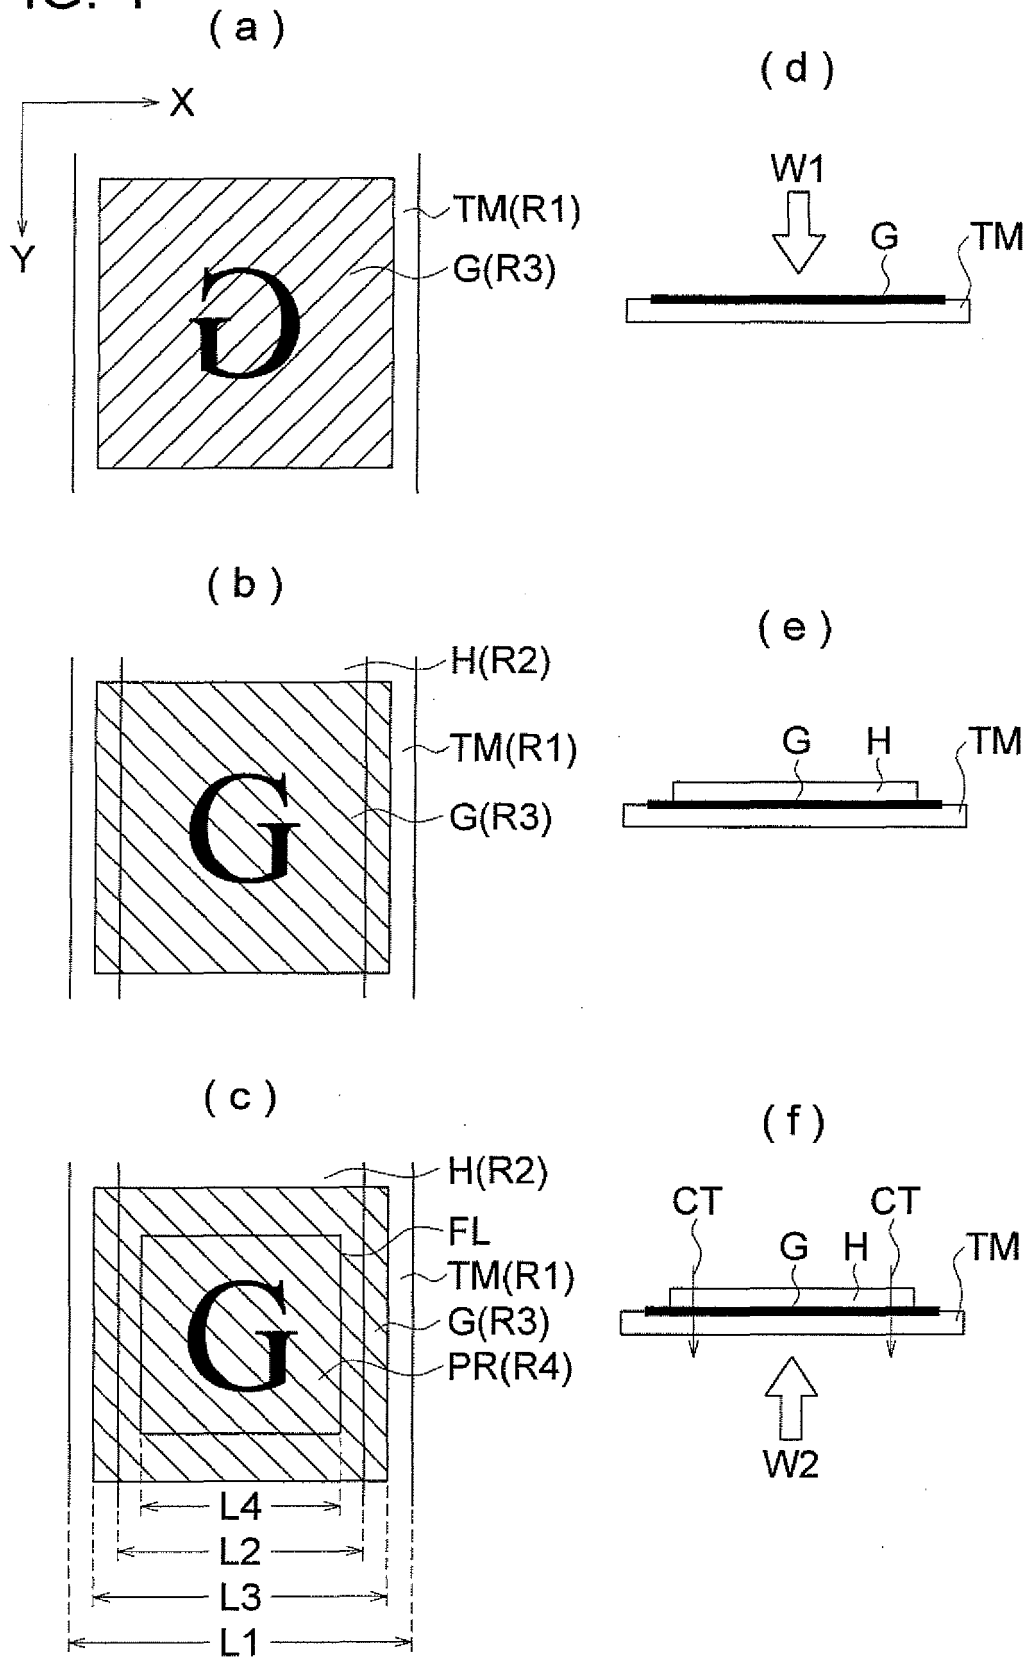 ( a )
X
Y
TM(R1)
G(R3)
G
( d )
W1
G
TM
( b )
H(R2)
TM(R1)
G(R3)
G
( e )
G
H
TM
( c )
H(R2)
FL
TM(R1)
G(R3)
PR(R4)
G
L4
L2
L3
L1
( f )
CT
CT
G
H
TM
W2